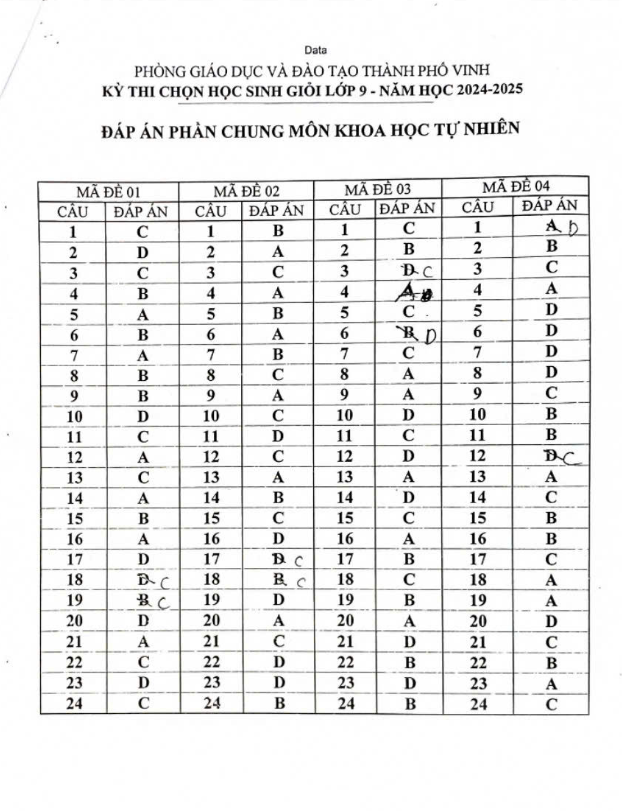 Data
PHÒNG GIÁO DỤC VÀ ĐÀO TẠO THÀNH PHỐ VINH
KỲ THI CHỌN HỌC SINH GIỎI LỚP 9 - NĂM HỌC 2024-2025
ĐÁP ÁN PHẦN CHUNG MÔN KHOA HỌC TỰ NHIÊN
MÃ ĐỀ 01 MÃ ĐỀ 02 MÃ ĐỀ 03 MÃ ĐỀ 04
CÂU ĐÁP ÁN CÂU ĐÁP ÁN CÂU ĐÁP ÁN CÂU ĐÁP ÁN
1 C 1 B 1 C 1 A D
2 D 2 A 2 B 2 B
3 C 3 C 3 D C 3 C
4 B 4 A 4 4 A
5 A 5 B 5 C 5 D
6 B 6 A 6 B D 6 D
7 A 7 B 7 C 7 D
8 B 8 C 8 A 8 D
9 B 9 A 9 A 9 C
10 D 10 C 10 D 10 B
11 C 11 D 11 C 11 B
12 A 12 C 12 D 12 D C
13 C 13 A 13 A 13 A
14 A 14 B 14 D 14 C
15 B 15 C 15 C 15 B
16 A 16 D 16 A 16 B
17 D 17 D C 17 B 17 C
18 D C 18 B C 18 C 18 A
19 B C 19 D 19 B 19 A
20 D 20 A 20 A 20 D
21 A 21 C 21 D 21 C
22 C 22 D 22 B 22 B
23 D 23 D 23 D 23 A
24 C 24 B 24 B 24 C